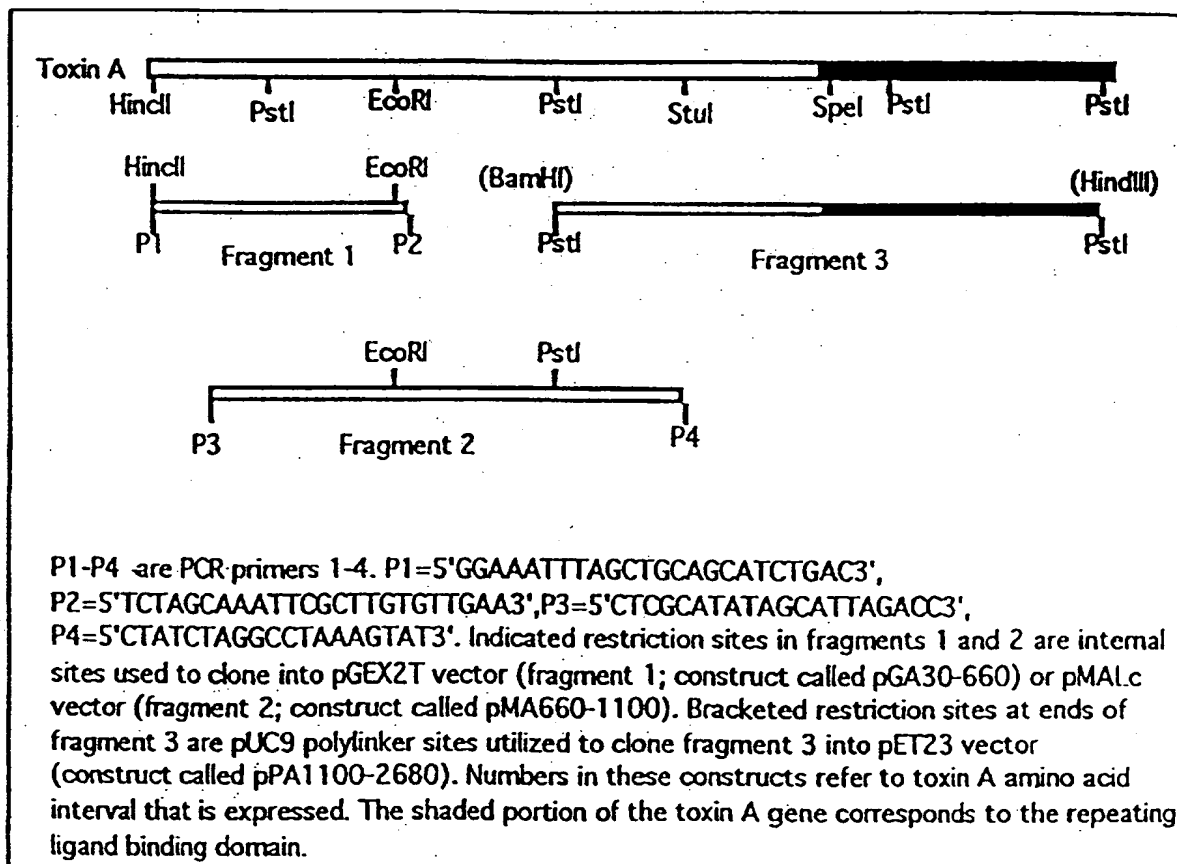 Toxin A
HincII PstI EcoRI PstI StuI SpeI PstI PstI
HincII EcoRI (BamHI) (HindIII)
P1 Fragment 1 P2 PstI Fragment 3 PstI
EcoRI PstI
P3 Fragment 2 P4
P1-P4 are PCR primers 1-4. P1=5'GGAAATTTAGCTGCAGCATCTGAC3',
P2=5'TCTAGCAAATTCGCTTGTGTTGAA3',P3=5'CTCGCATATAGCATTAGACC3',
P4=5'CTATCTAGGCCTAAAGTAT3'. Indicated restriction sites in fragments 1 and 2 are internal
sites used to clone into pGEX2T vector (fragment 1; construct called pGA30-660) or pMALc
vector (fragment 2; construct called pMA660-1100). Bracketed restriction sites at ends of
fragment 3 are pUC9 polylinker sites utilized to clone fragment 3 into pET23 vector
(construct called pPA1100-2680). Numbers in these constructs refer to toxin A amino acid
interval that is expressed. The shaded portion of the toxin A gene corresponds to the repeating
ligand binding domain.